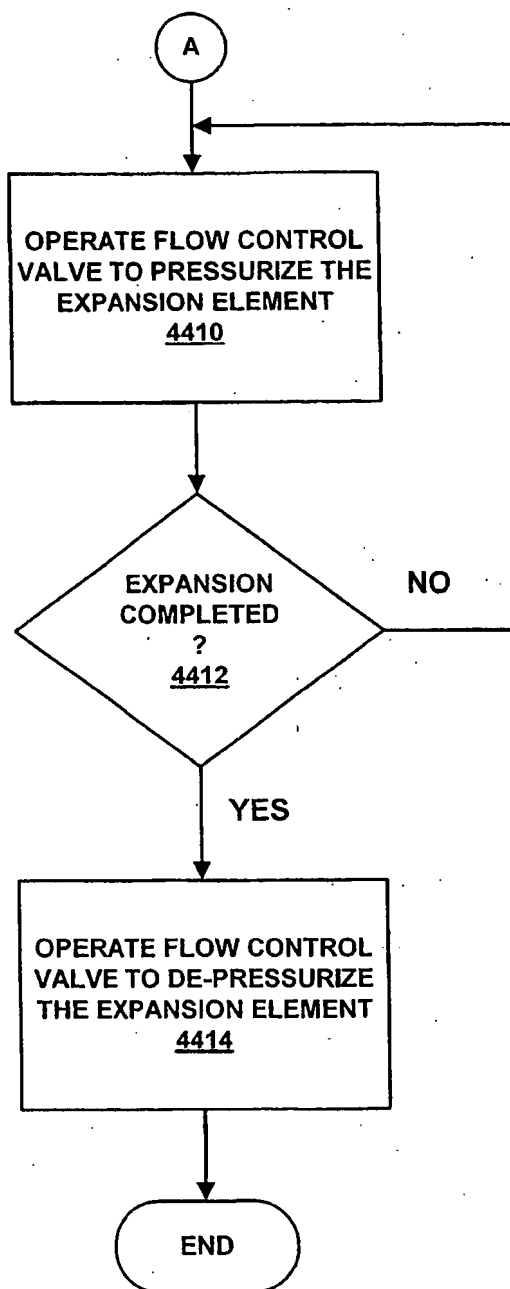 A
OPERATE FLOW CONTROL
VALVE TO PRESSURIZE THE
EXPANSION ELEMENT
4410
EXPANSION
COMPLETED
?
4412
NO
YES
OPERATE FLOW CONTROL
VALVE TO DE-PRESSURIZE
THE EXPANSION ELEMENT
4414
END